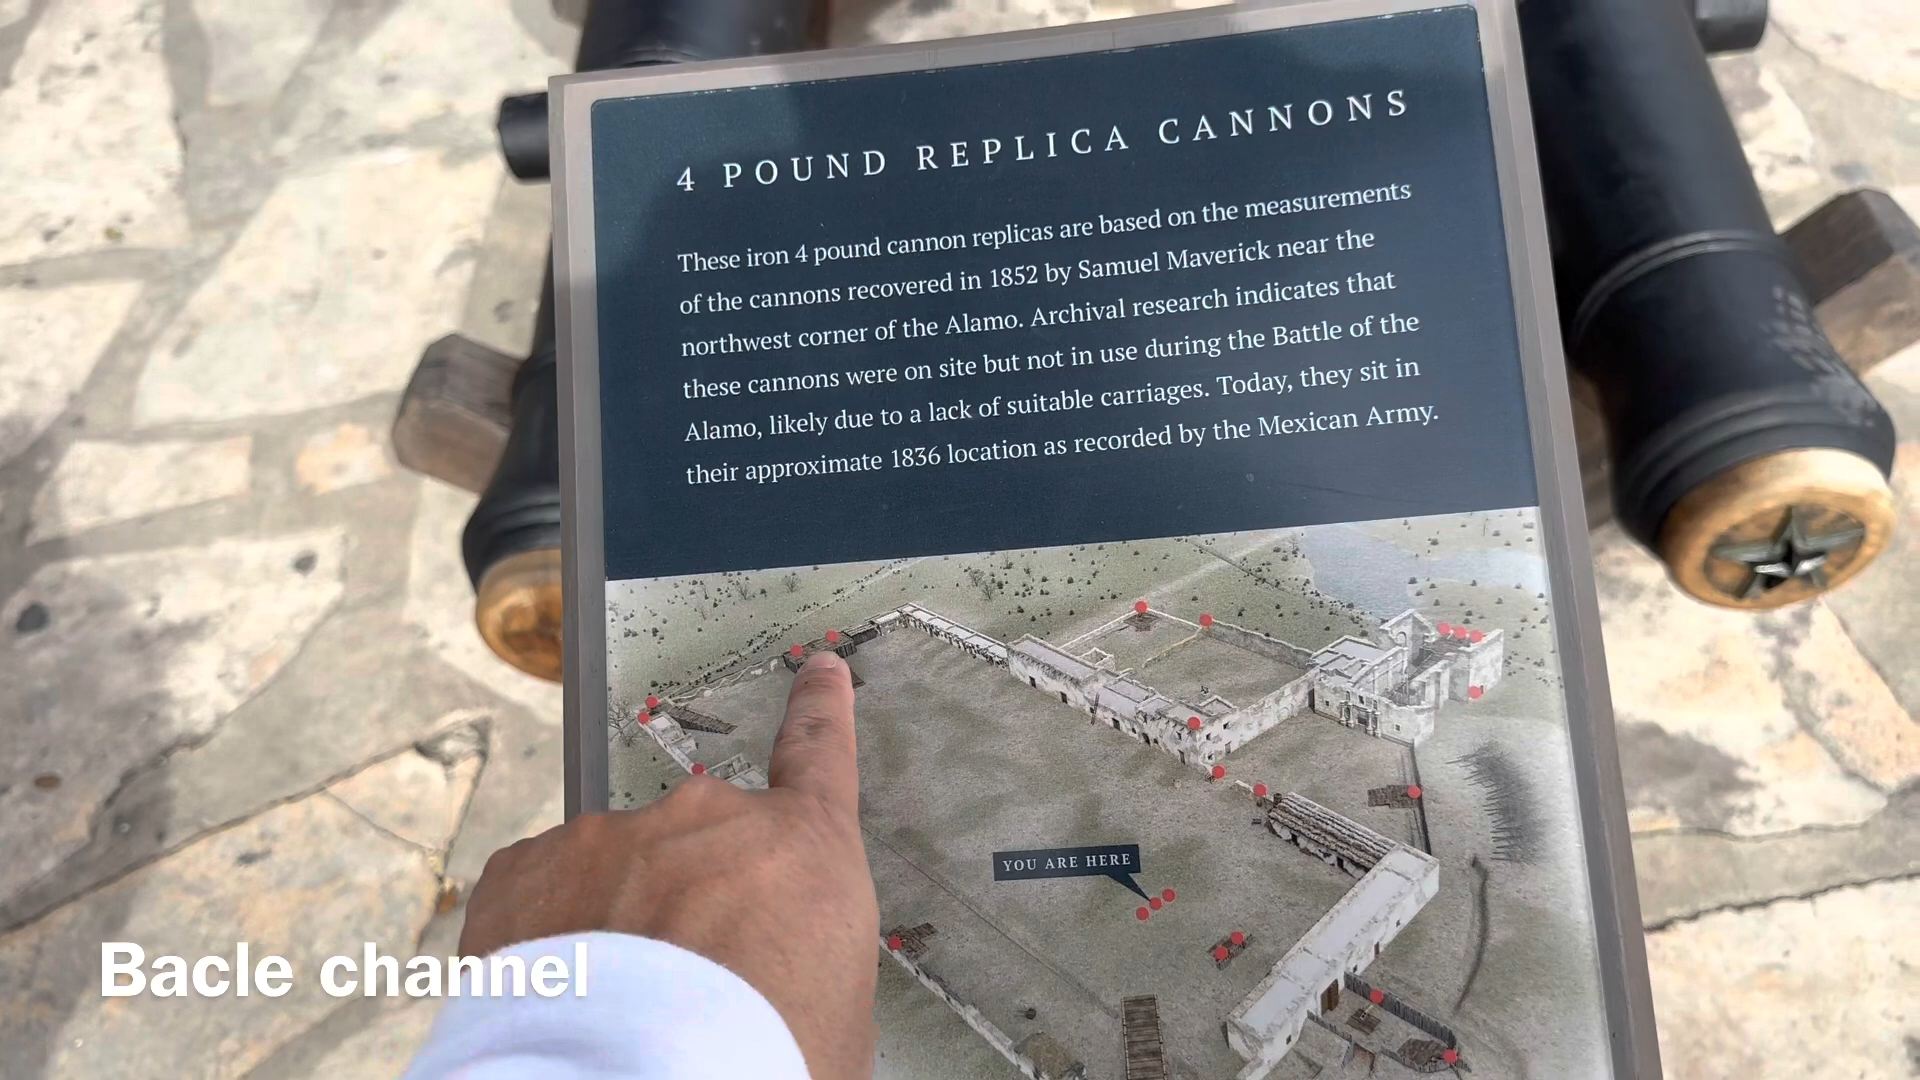 4 POUND REPLICA CANNONS
These iron 4 pound cannon replicas are based on the measurements
of the cannons recovered in 1852 by Samuel Maverick near the
northwest corner of the Alamo. Archival research indicates that
these cannons were on site but not in use during the Battle of the
Alamo, likely due to a lack of suitable carriages. Today, they sit in
their approximate 1836 location as recorded by the Mexican Army.
YOU ARE HERE
Bacle channel